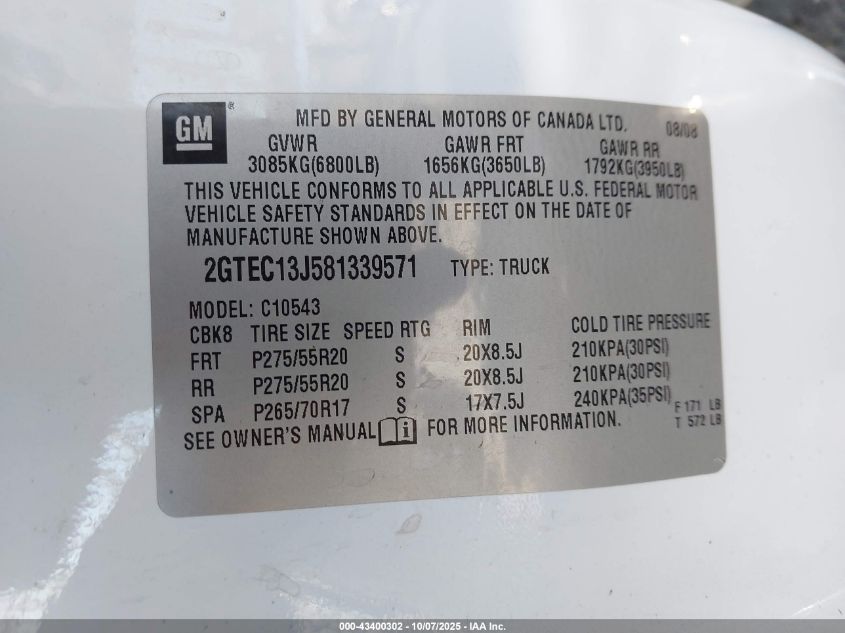 GM ®
MFD BY GENERAL MOTORS OF CANADA LTD. 08/08
GVWR GAWR FRT GAWR RR
3085KG(6800LB) 1656KG(3650LB) 1792KG(3950LB)
THIS VEHICLE CONFORMS TO ALL APPLICABLE U.S. FEDERAL MOTOR
VEHICLE SAFETY STANDARDS IN EFFECT ON THE DATE OF
MANUFACTURE SHOWN ABOVE.
2GTEC13J581339571 TYPE: TRUCK
MODEL: C10543
CBK8 TIRE SIZE SPEED RTG RIM COLD TIRE PRESSURE
FRT P275/55R20 S 20X8.5J 210KPA(30PSI)
RR P275/55R20 S 20X8.5J 210KPA(30PSI)
SPA P265/70R17 S 17X7.5J 240KPA(35PSI) F 171 LB
T 572 LB
SEE OWNER'S MANUAL i FOR MORE INFORMATION.
000-43400302 - 10/07/2025 - IAA Inc.